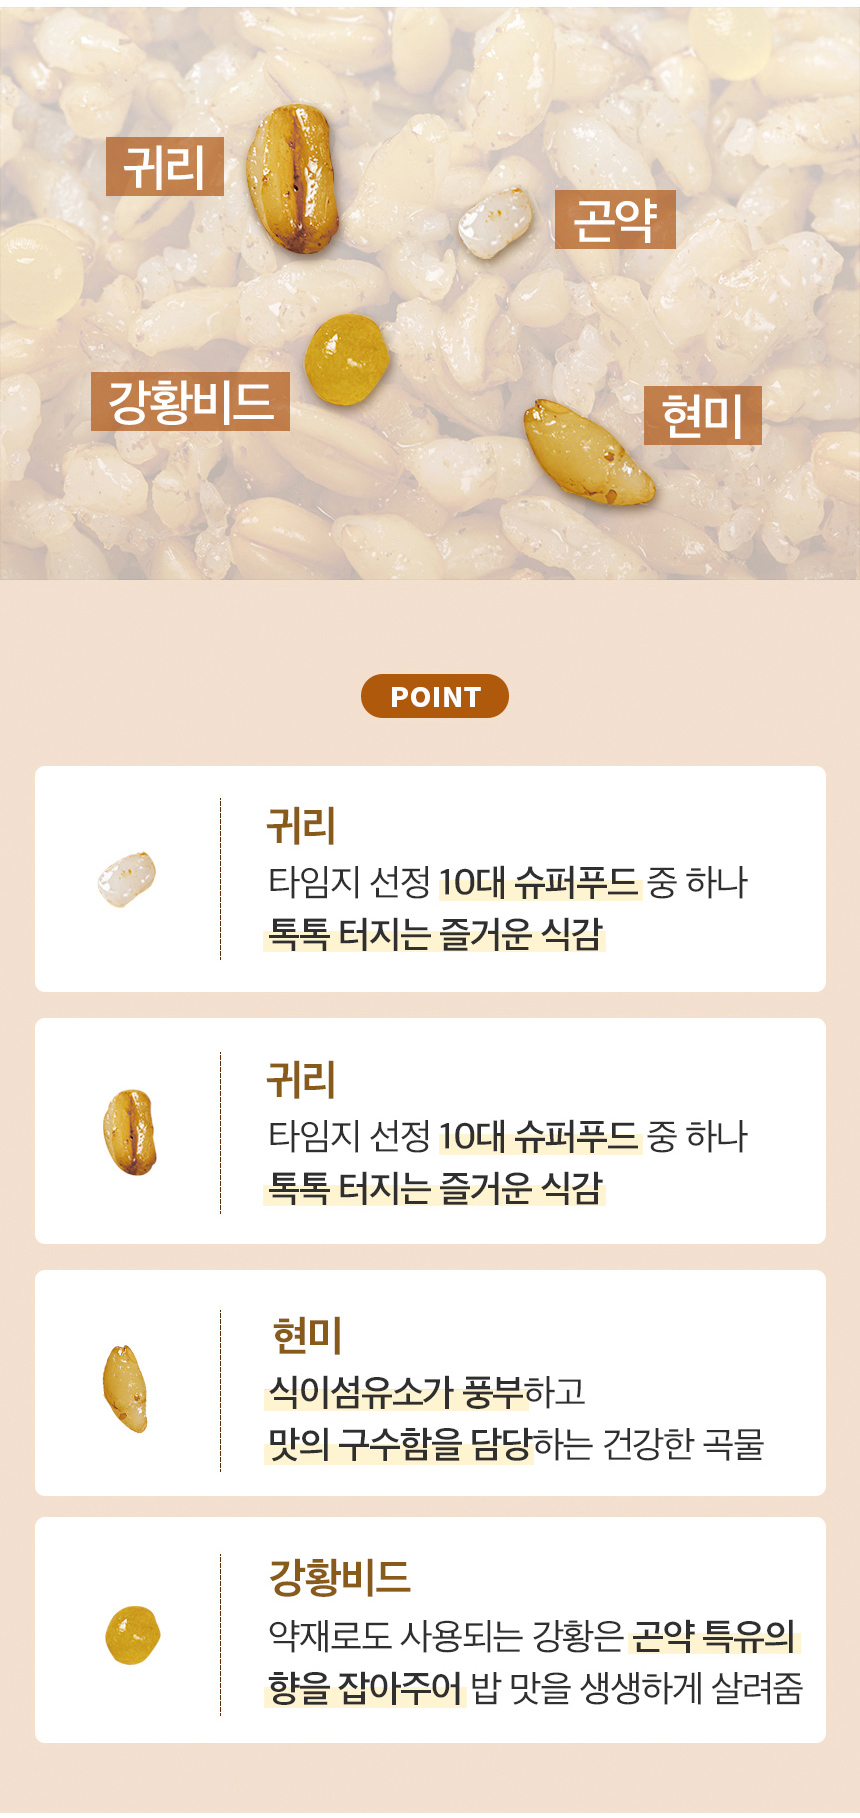 귀리
곤약
강황비드
현미
POINT
귀리
타임지 선정 10대 슈퍼푸드 중 하나
톡톡 터지는 즐거운 식감
귀리
타임지 선정 10대 슈퍼푸드 중 하나
톡톡 터지는 즐거운 식감
현미
식이섬유소가 풍부하고
맛의 구수함을 담당하는 건강한 곡물
강황비드
약재로도 사용되는 강황은 곤약 특유의
향을 잡아주어 밥 맛을 생생하게 살려줌